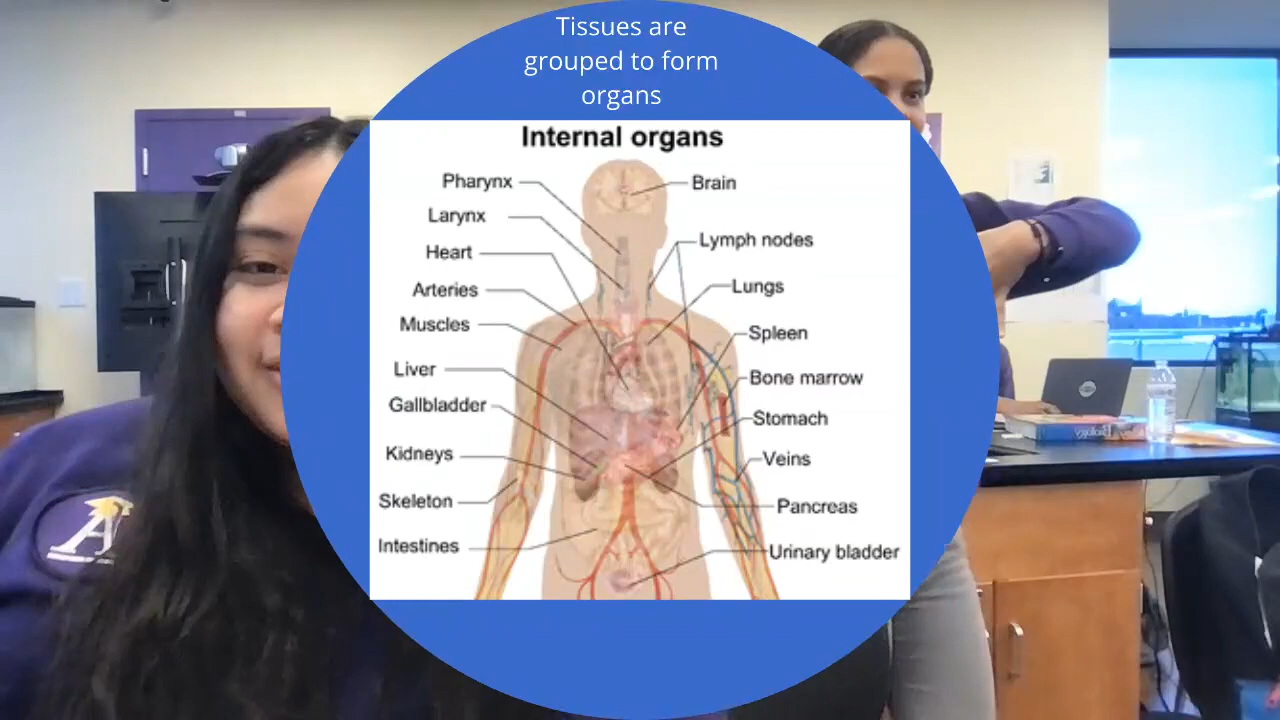 Tissues are
grouped to form
organs
Internal organs
Pharynx
Brain
Larynx
Lymph nodes
Heart
Lungs
Arteries
Muscles
Spleen
Liver
Bone marrow
Gallbladder
Stomach
Kidneys
Veins
Skeleton
Pancreas
Intestines
Urinary bladder
A
Biology